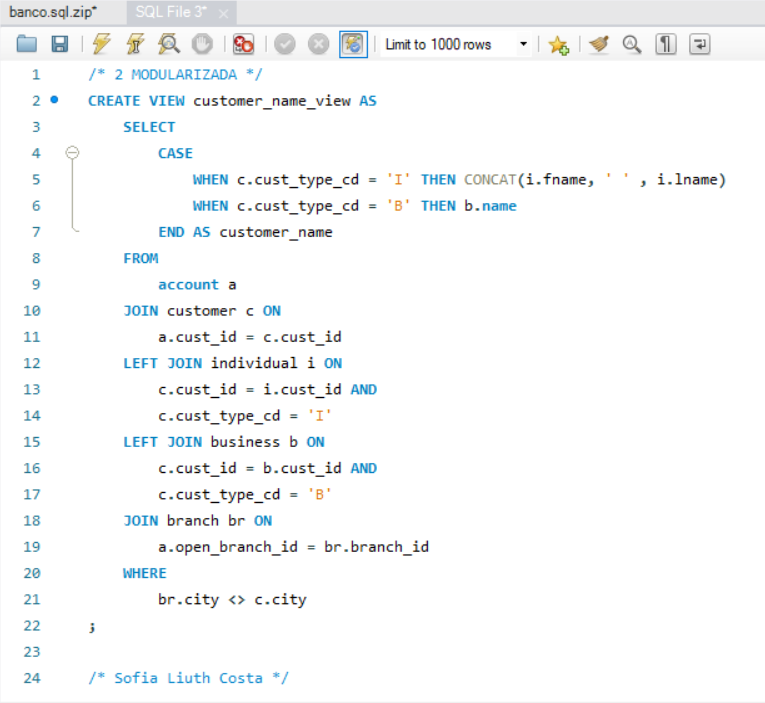 banco.sql.zip* SQL File 3* ×
Limit to 1000 rows
1 /* 2 MODULARIZADA */
2 CREATE VIEW customer_name_view AS
3 SELECT
4 CASE
5 WHEN c.cust_type_cd = 'I' THEN CONCAT(i.fname, ' ' , i.lname)
6 WHEN c.cust_type_cd = 'B' THEN b.name
7 END AS customer_name
8 FROM
9 account a
10 JOIN customer c ON
11 a.cust_id = c.cust_id
12 LEFT JOIN individual i ON
13 c.cust_id = i.cust_id AND
14 c.cust_type_cd = 'I'
15 LEFT JOIN business b ON
16 c.cust_id = b.cust_id AND
17 c.cust_type_cd = 'B'
18 JOIN branch br ON
19 a.open_branch_id = br.branch_id
20 WHERE
21 br.city <> c.city
22 ;
23
24 /* Sofia Liuth Costa */